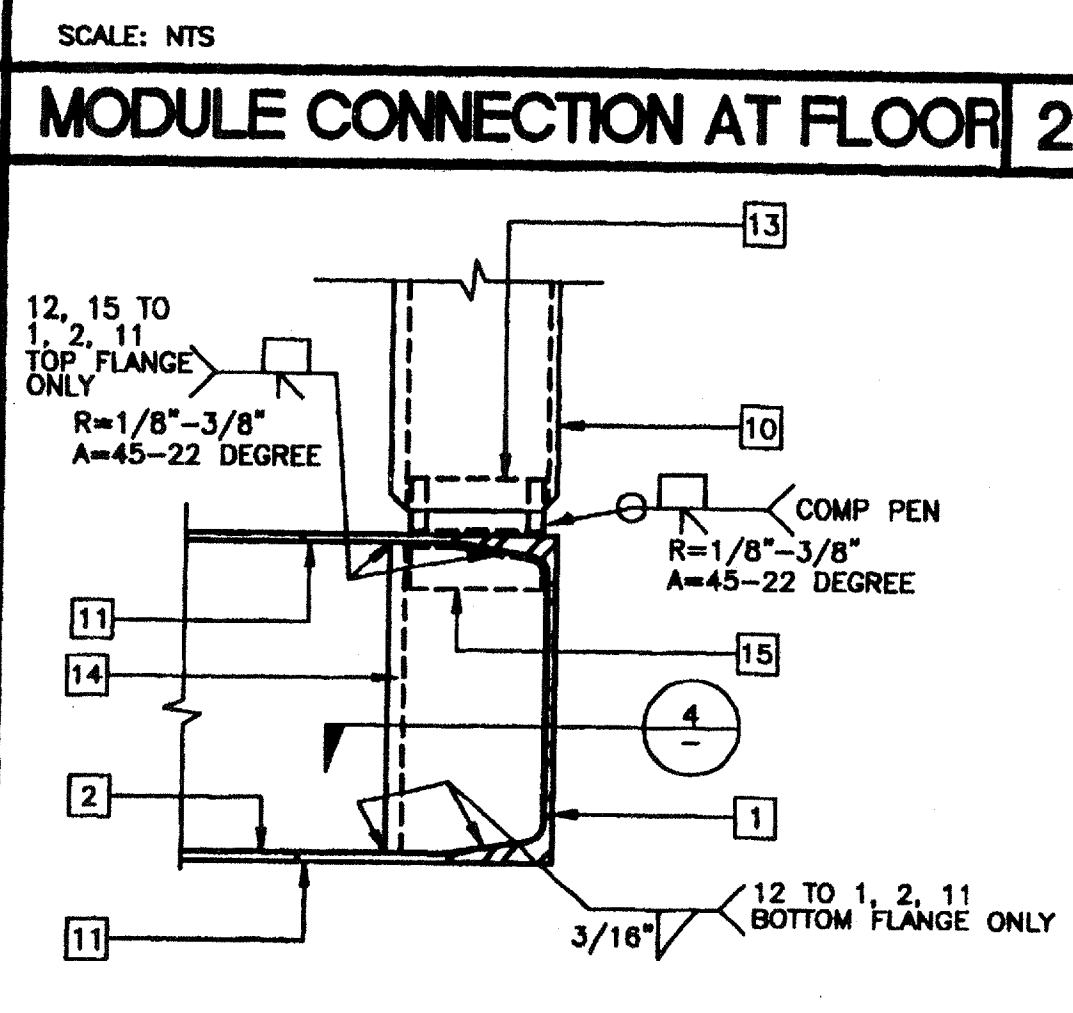 SCALE: NTS
MODULE CONNECTION AT FLOOR 2
13
12, 15 TO
1, 2, 11
TOP FLANGE
ONLY
R=1/8"-3/8"
A=45-22 DEGREE
10
COMP PEN
R=1/8"-3/8"
A=45-22 DEGREE
11
15
14
4
-
2
1
12 TO 1, 2, 11
BOTTOM FLANGE ONLY
3/16"
11